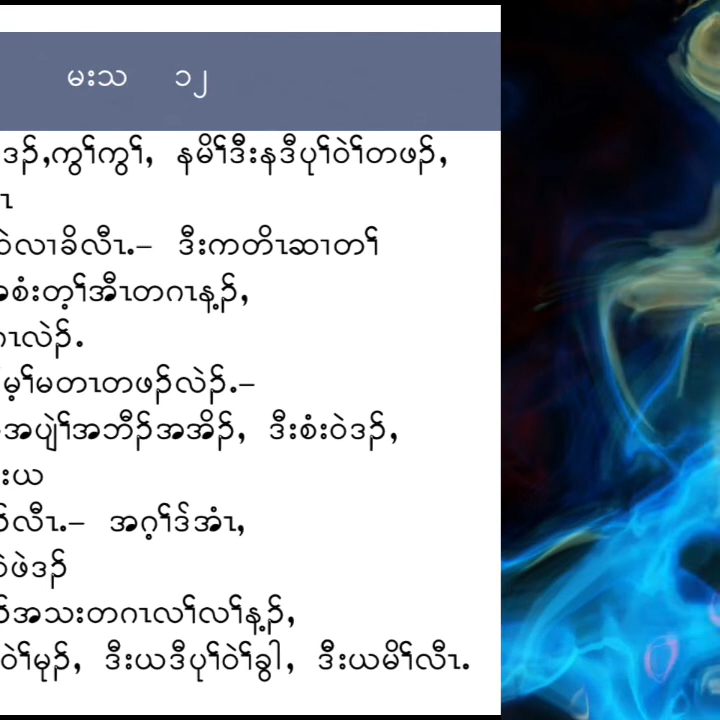 မးသ ၁၂
ဒၣ်,ကွၢ်ကွၢ်, နမိၢ်ဒီးနဒီပုၢ်ဝဲၢ်တဖၣ်,
ဝဲလၢခိလီၤ.– ဒီးကတိၤဆၢတၢ်
စံးတ့ၢ်အီၤတဂၤန့ၣ်,
ဂၤလဲၣ်.
မ့ၢ်မတၤတဖၣ်လဲၣ်.–
အပျဲၢ်အဘီၣ်အအိၣ်, ဒီးစံးဝဲဒၣ်,
းယ
လီၤ.– အဂ့ၢ်ဒ်အံၤ,
ဖဲဒၣ်
အသးတဂၤလၢ်လၢ်န့ၣ်,
ဝဲၢ်မုၣ်, ဒီးယဒီပုၢ်ဝဲၢ်ခွါ, ဒီးယမိၢ်လီၤ.